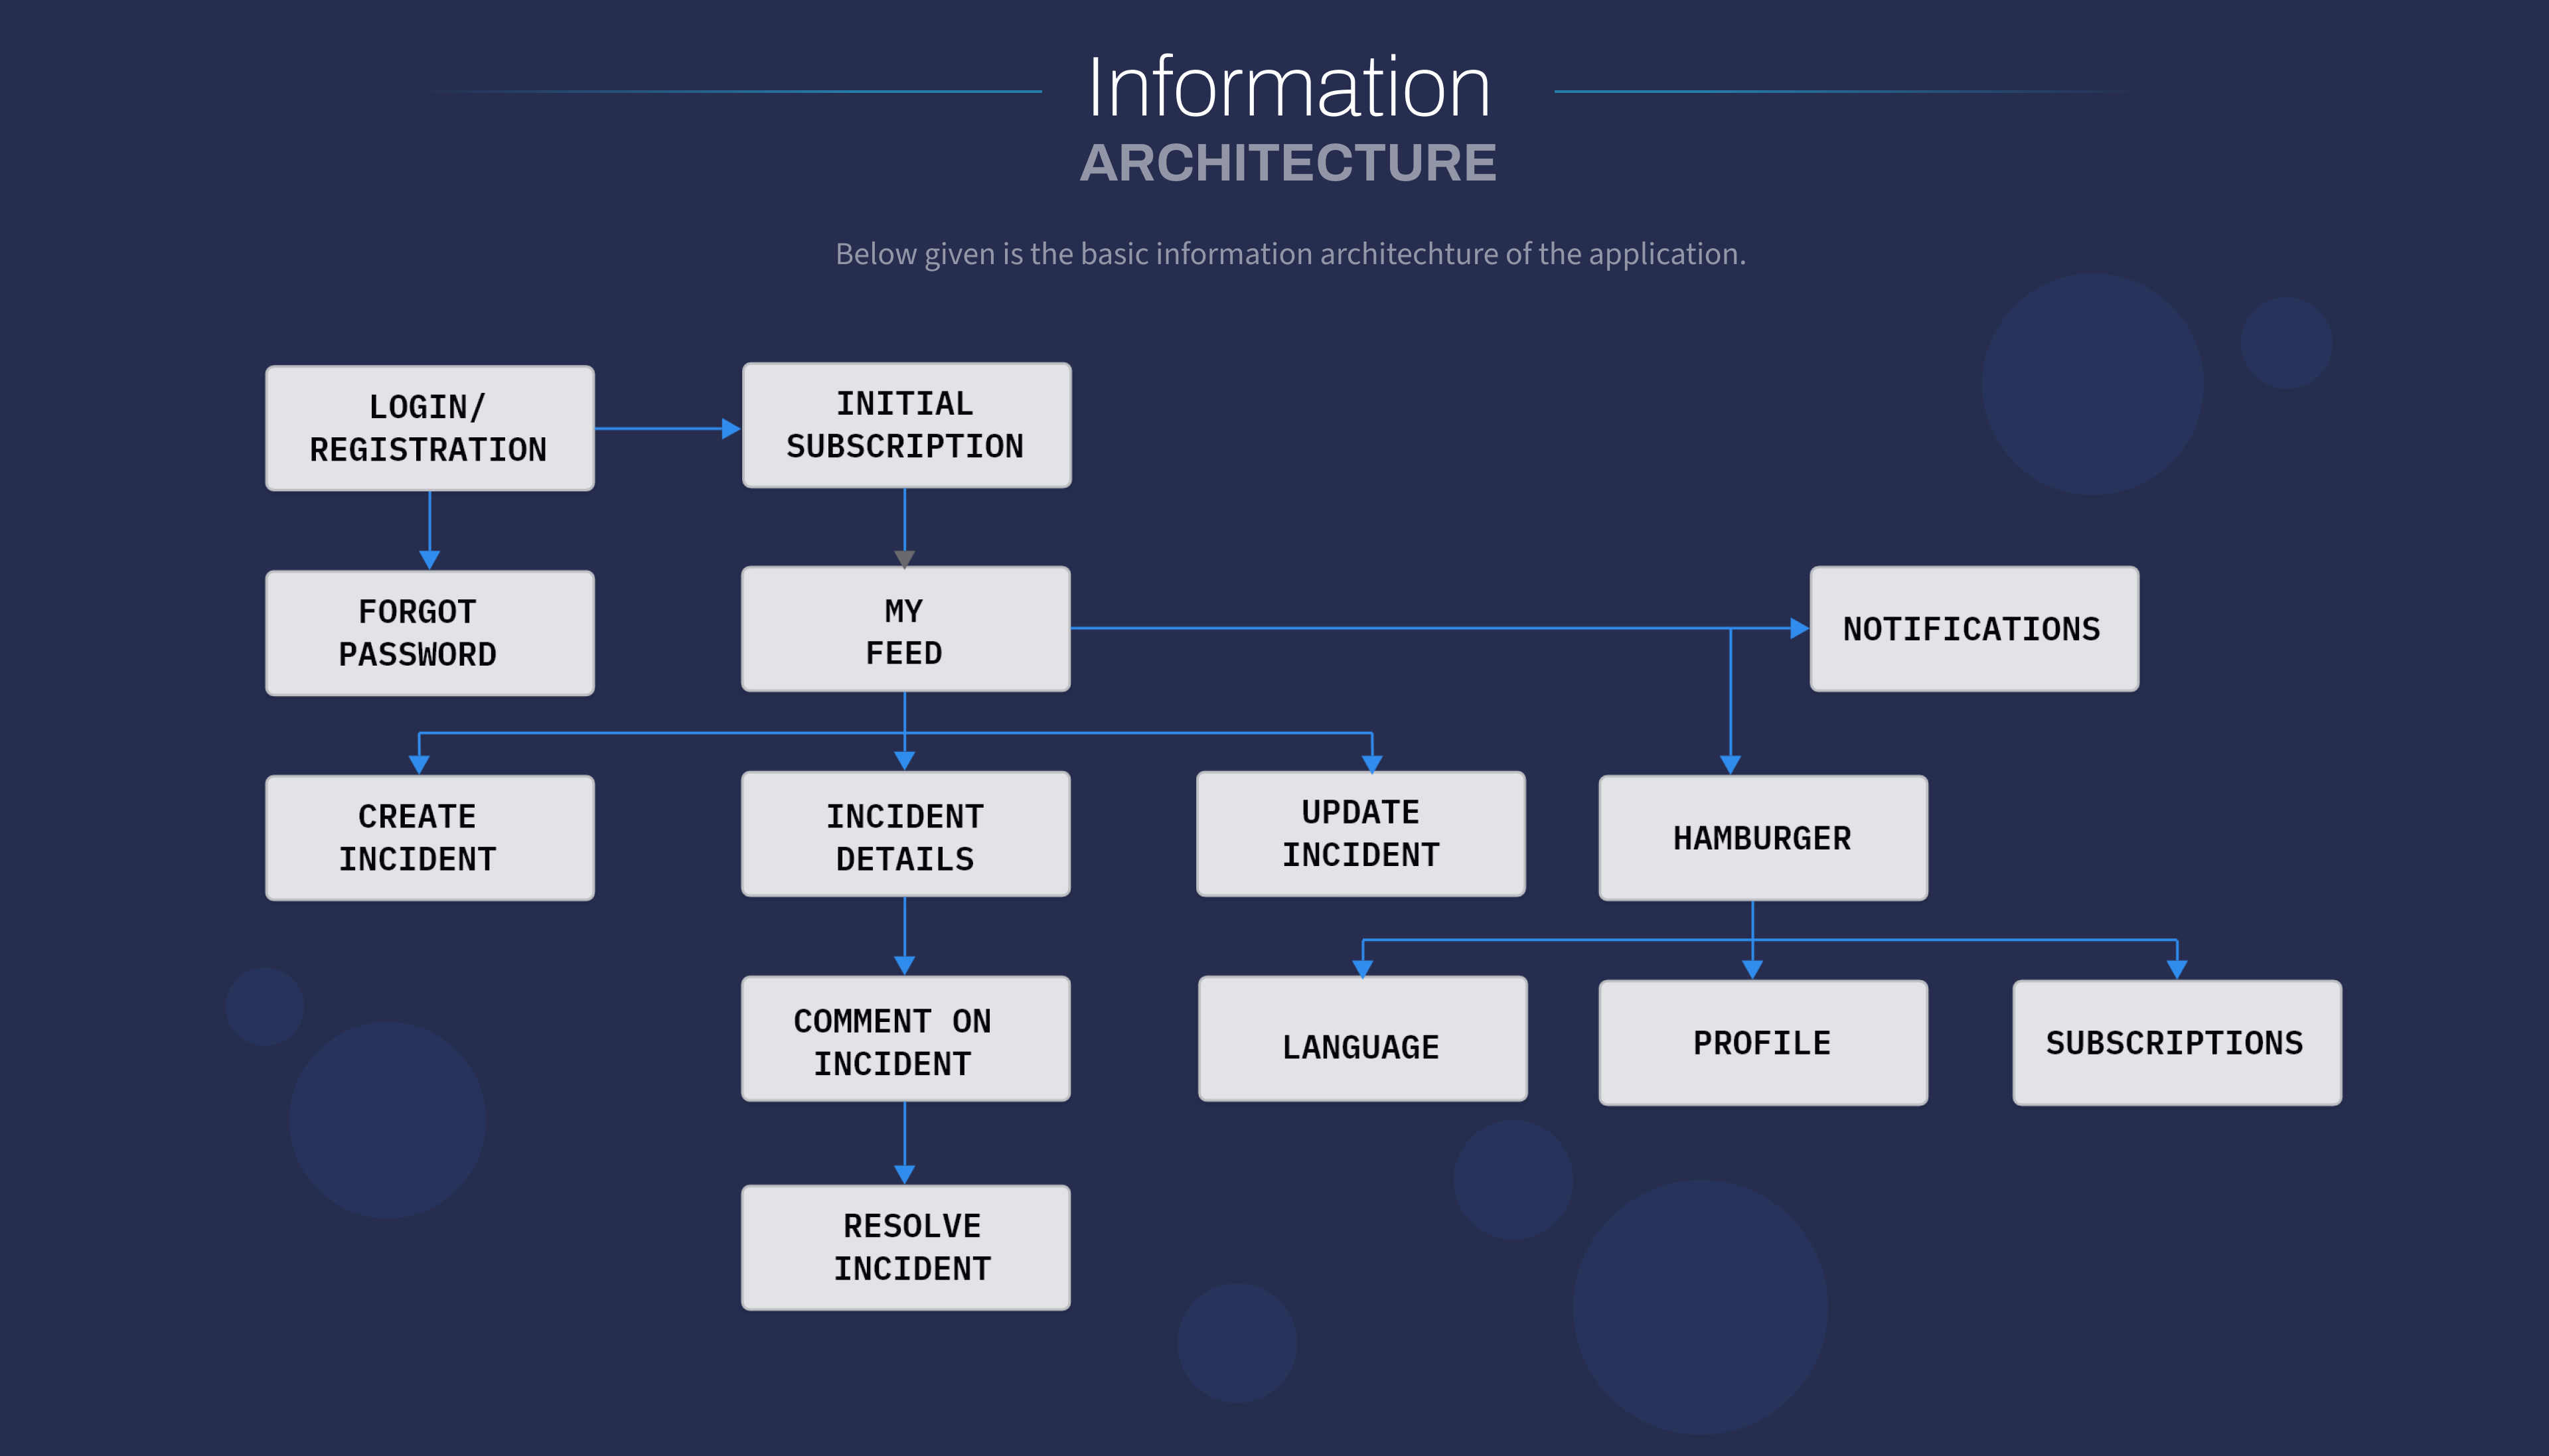 Information
ARCHITECTURE
Below given is the basic information architechture of the application.
LOGIN/
REGISTRATION
INITIAL
SUBSCRIPTION
FORGOT
PASSWORD
MY
FEED
NOTIFICATIONS
CREATE
INCIDENT
INCIDENT
DETAILS
UPDATE
INCIDENT
HAMBURGER
COMMENT ON
INCIDENT
LANGUAGE
PROFILE
SUBSCRIPTIONS
RESOLVE
INCIDENT